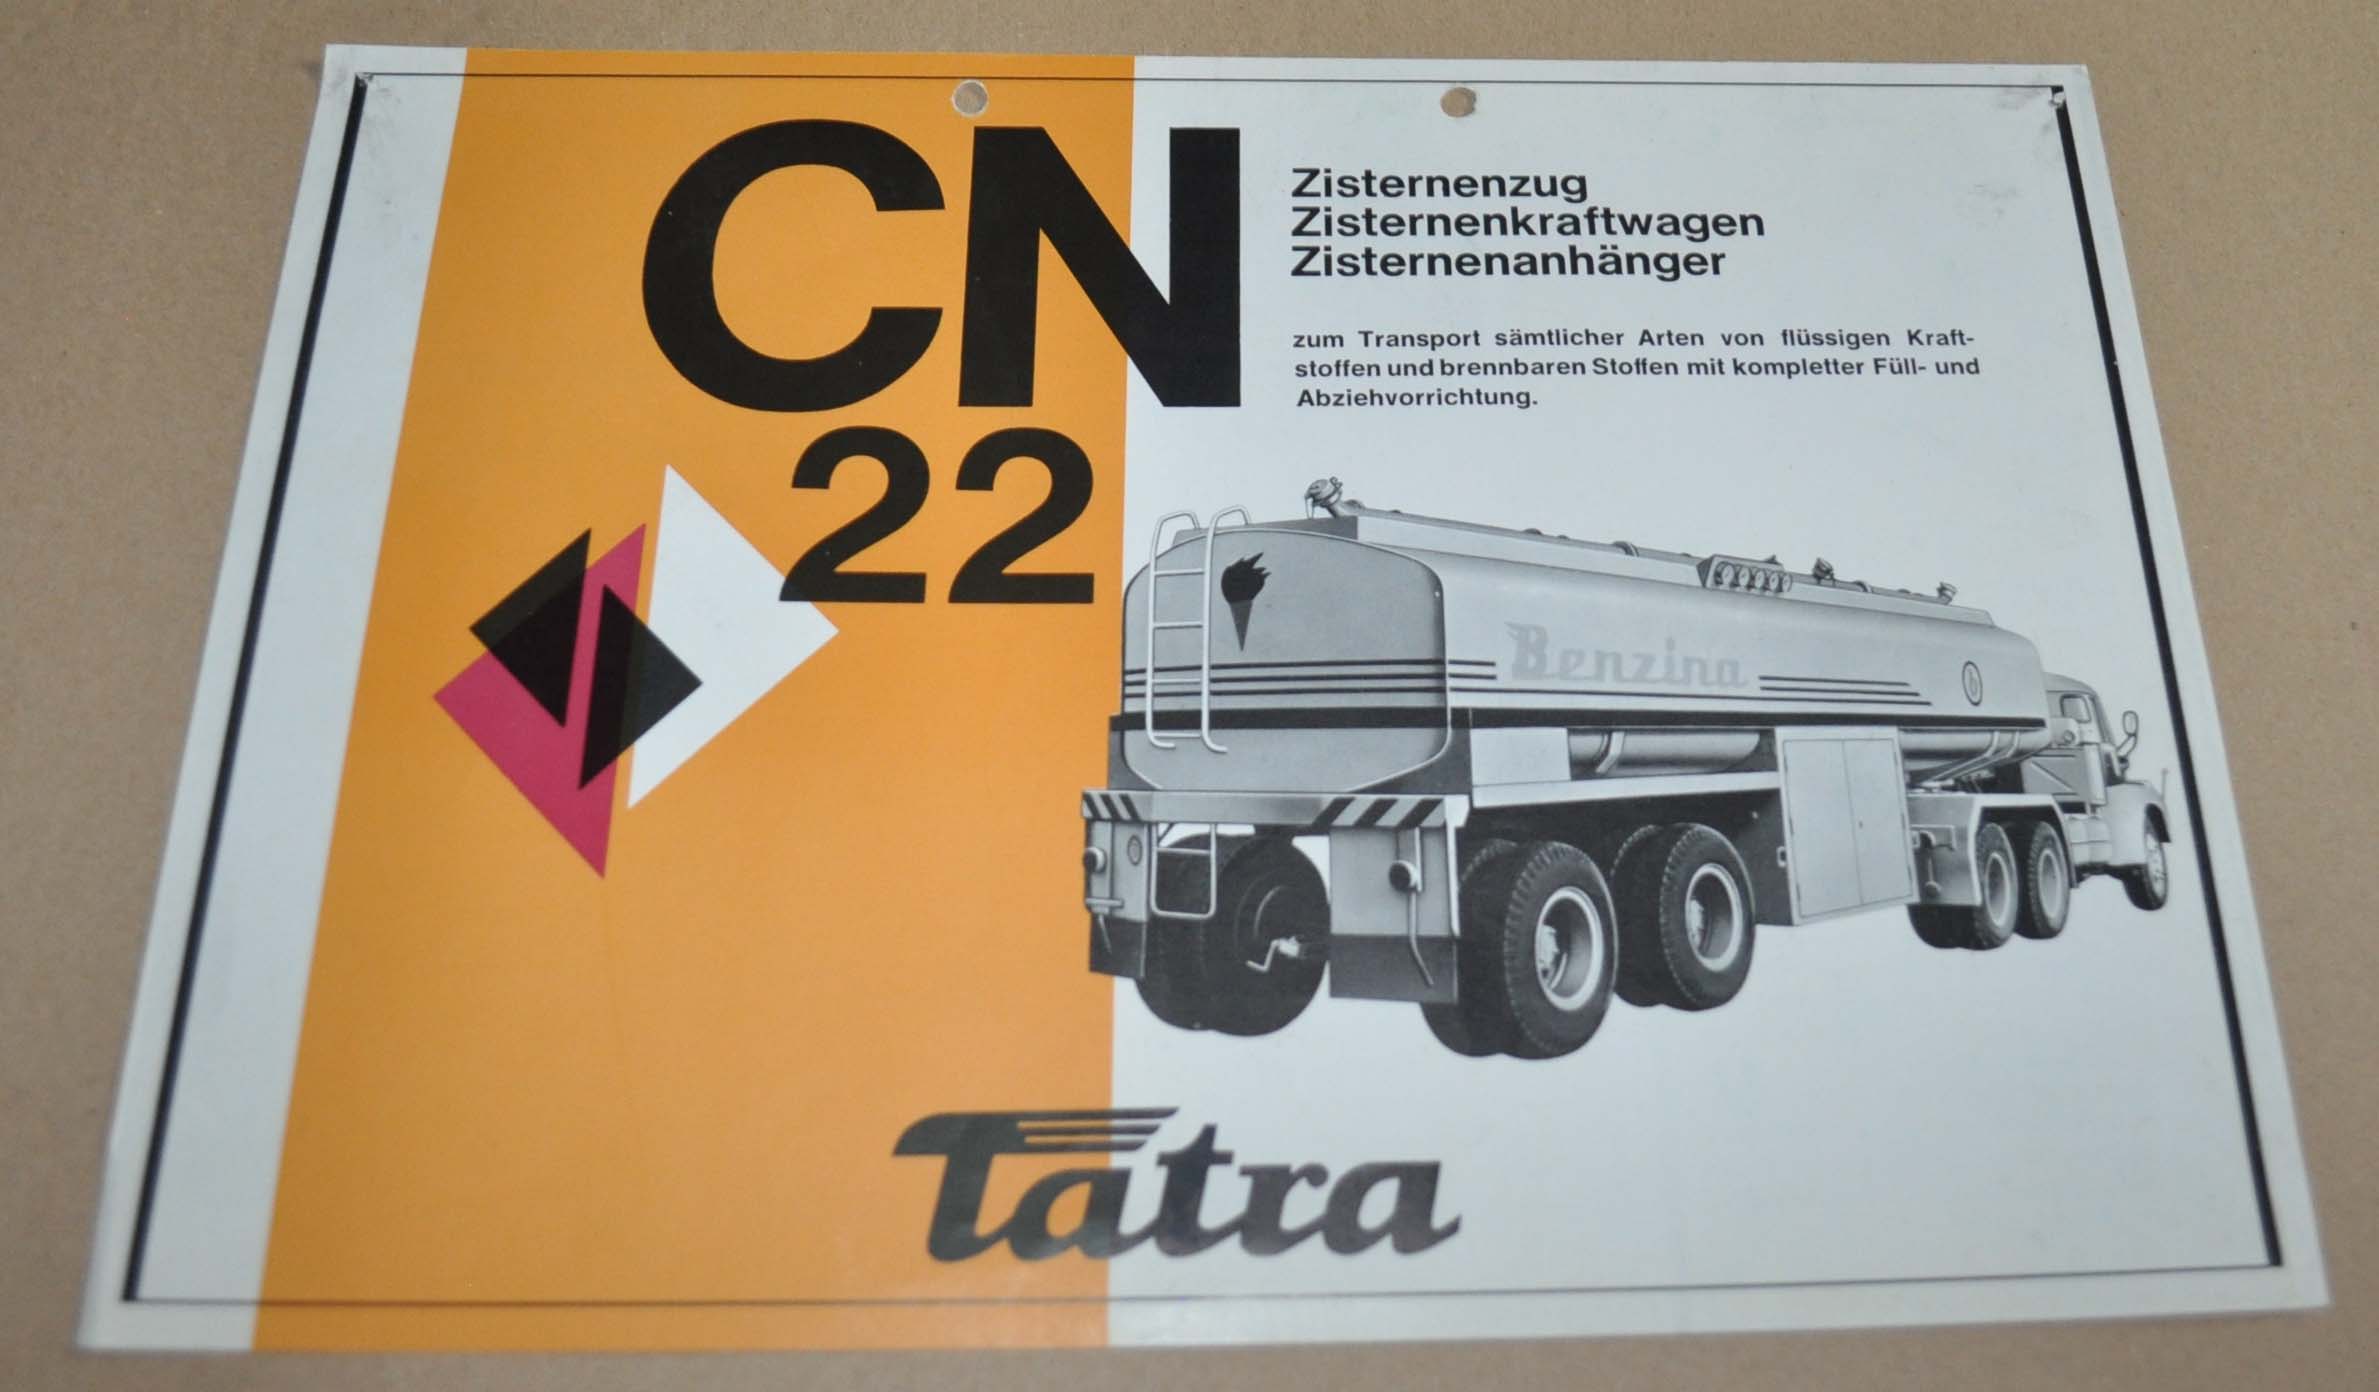 CN
22
Zisternenzug
Zisternenkraftwagen
Zisternenanhänger
zum Transport sämtlicher Arten von flüssigen Kraft-
stoffen und brennbaren Stoffen mit kompletter Füll- und
Abziehvorrichtung.
Benzina
b
Tatra